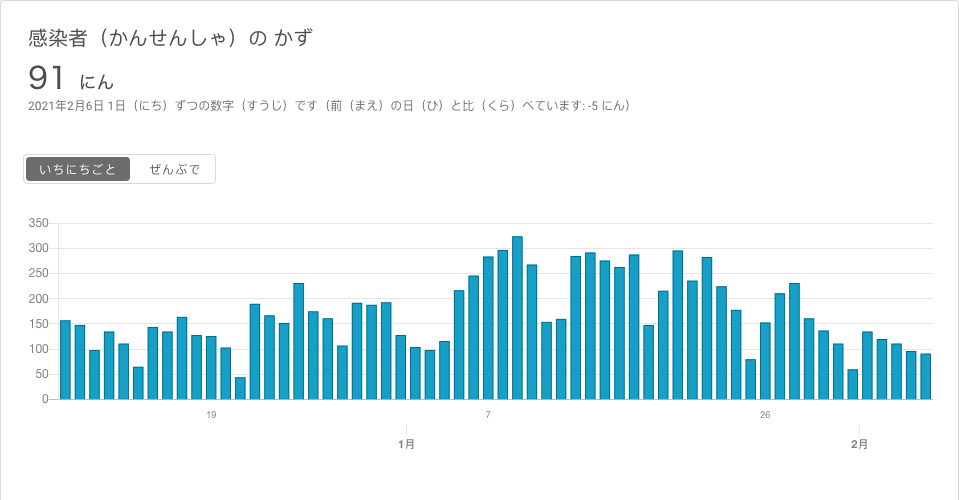 感染者（かんせんしゃ）の かず
91 にん
2021年2月6日 1日（にち）ずつの数字（すうじ）です（前（まえ）の日（ひ）と比（くら）べています: -5 にん）
いちにちごと ぜんぶで
350
300
250
200
150
100
50
0
19 7 26
1月 2月